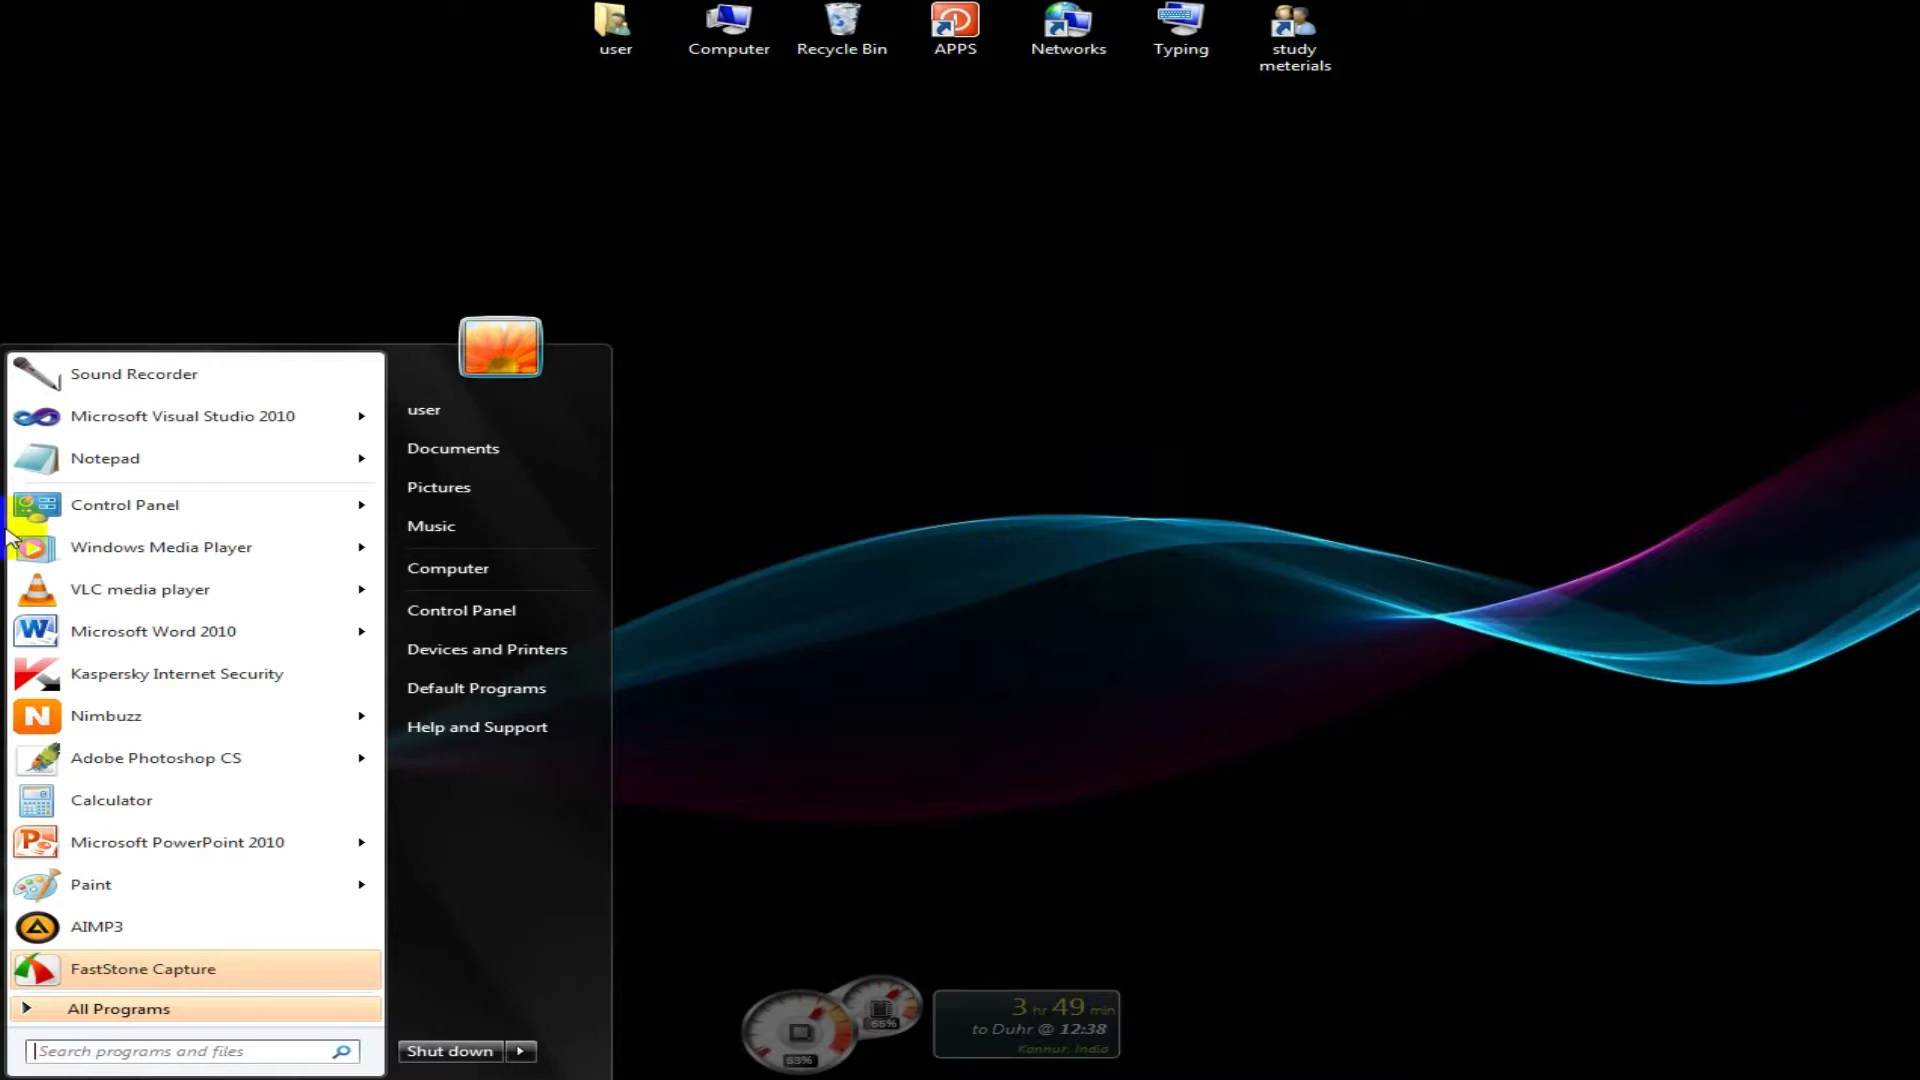 user
Computer
Recycle Bin
APPS
Networks
Typing
study
meterials
Sound Recorder
Microsoft Visual Studio 2010
Notepad
Control Panel
Windows Media Player
VLC media player
Microsoft Word 2010
Kaspersky Internet Security
Nimbuzz
Adobe Photoshop CS
Calculator
Microsoft PowerPoint 2010
Paint
AIMP3
FastStone Capture
All Programs
Search programs and files
user
Documents
Pictures
Music
Computer
Control Panel
Devices and Printers
Default Programs
Help and Support
Shut down
66%
3 hr 49 min
to Duhr @ 12:38
Kannur, India